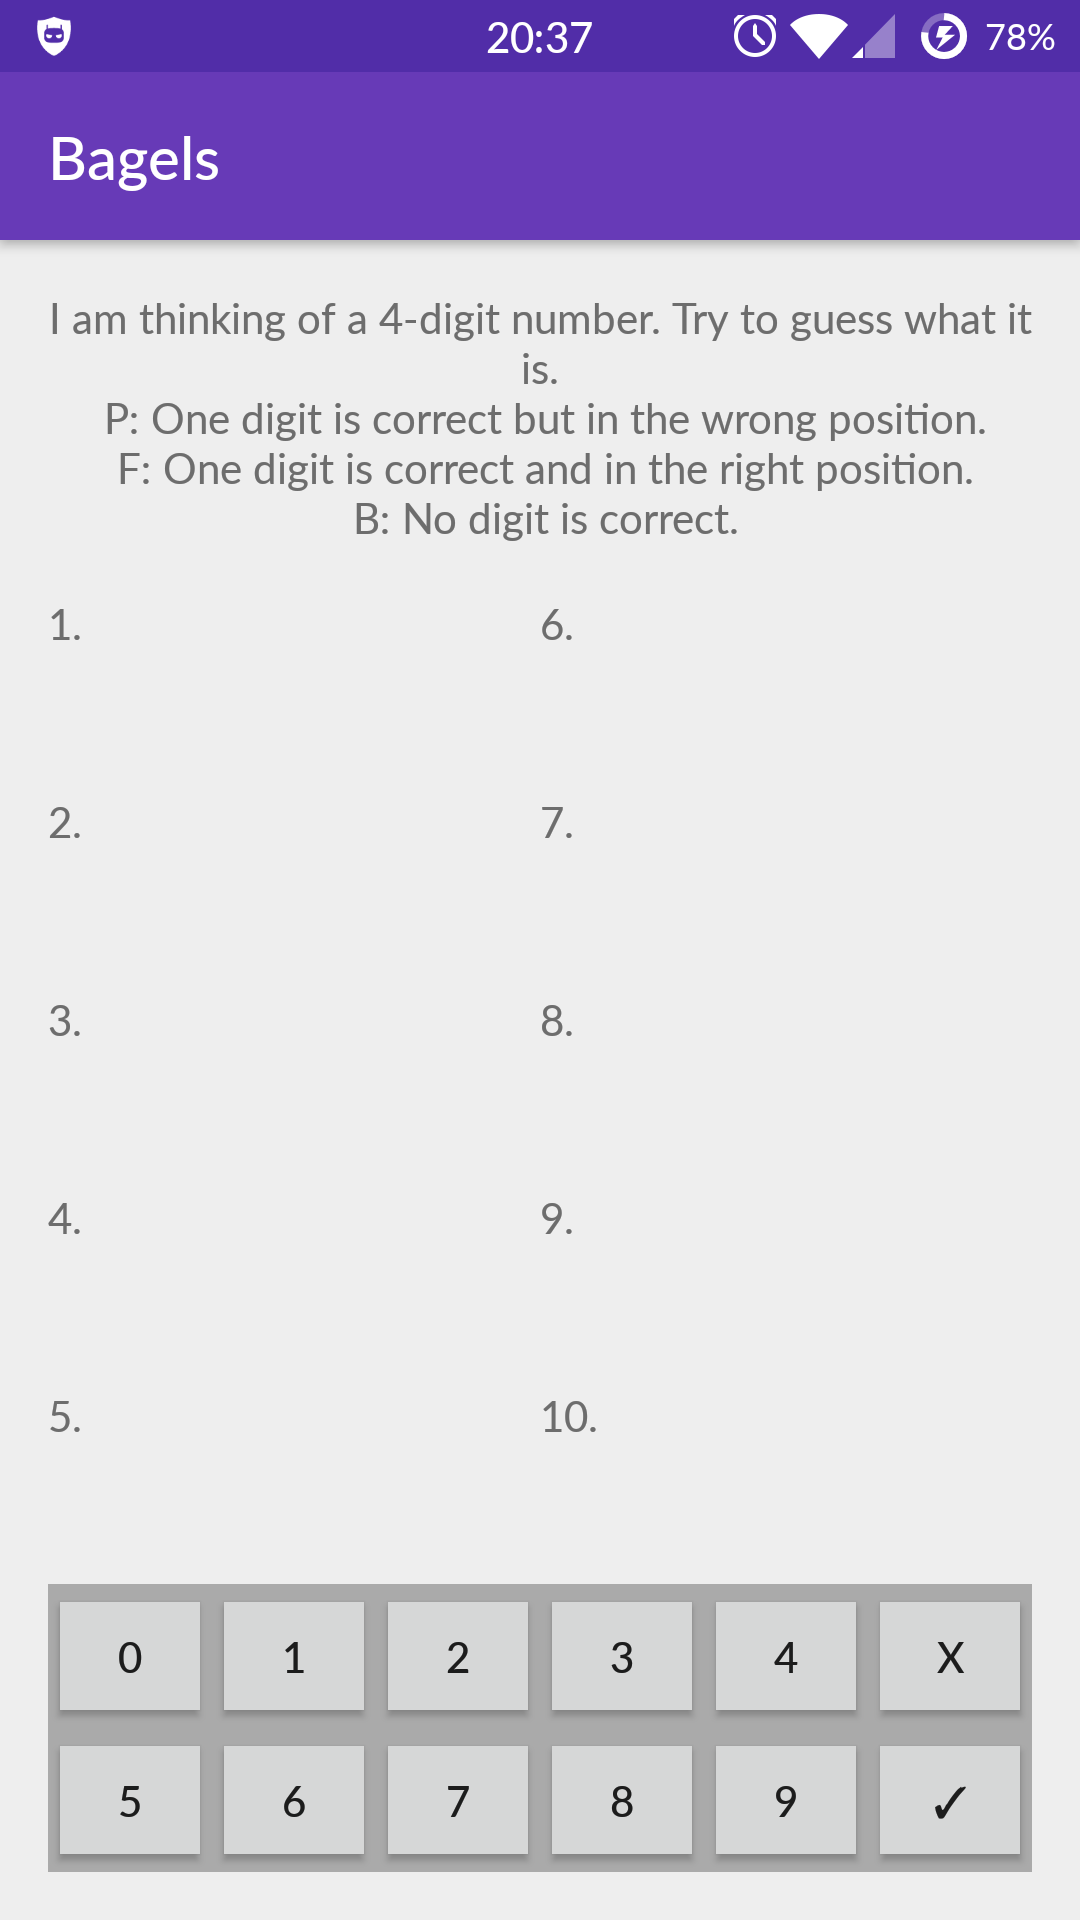 20:37
78%
Bagels
I am thinking of a 4-digit number. Try to guess what it
is.
P: One digit is correct but in the wrong position.
F: One digit is correct and in the right position.
B: No digit is correct.
1. 6.
2. 7.
3. 8.
4. 9.
5. 10.
0 1 2 3 4 X
5 6 7 8 9 ✓